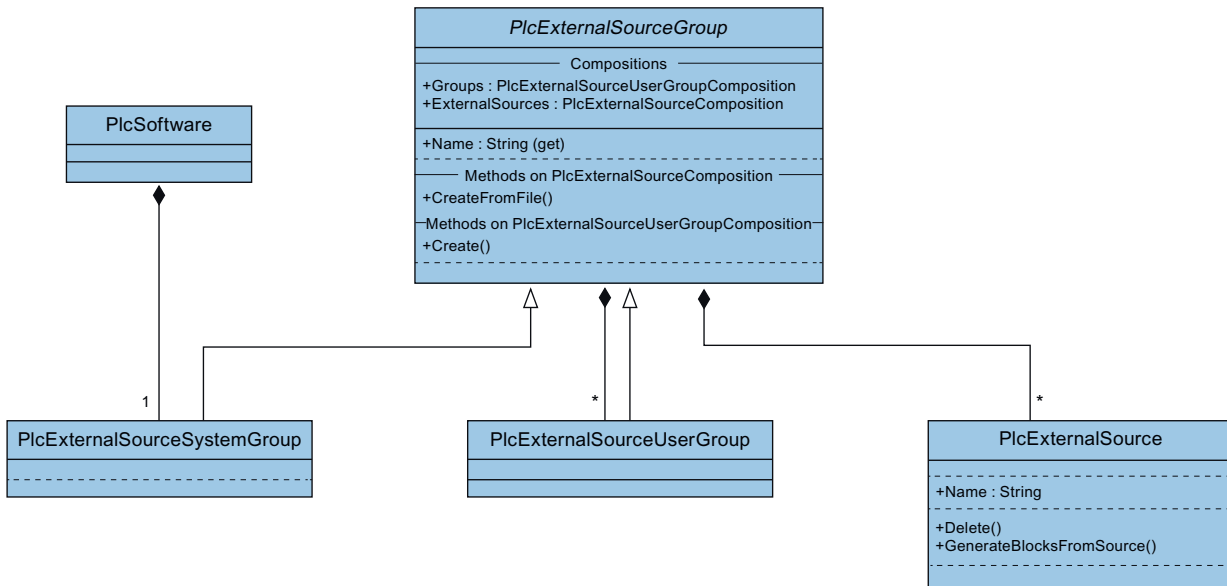 PlcExternalSourceGroup
Compositions
+Groups : PlcExternalSourceUserGroupComposition
+ExternalSources : PlcExternalSourceComposition
+Name : String (get)
Methods on PlcExternalSourceComposition
+CreateFromFile()
Methods on PlcExternalSourceUserGroupComposition
+Create()
PlcSoftware
1
*
*
PlcExternalSourceSystemGroup
PlcExternalSourceUserGroup
PlcExternalSource
+Name : String
+Delete()
+GenerateBlocksFromSource()